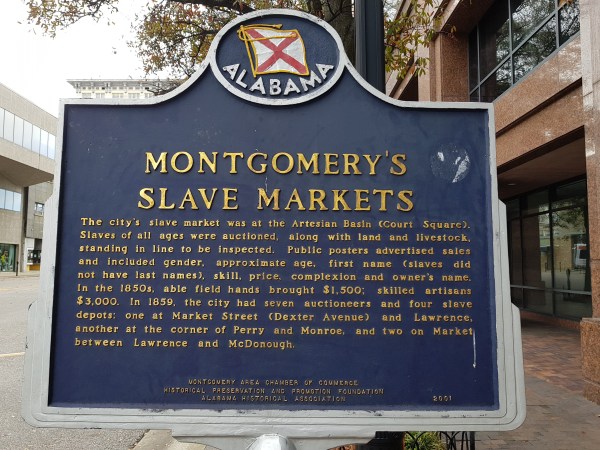 ALABAMA
MONTGOMERY'S
SLAVE MARKETS
The city's slave market was at the Artesian Basin (Court Square).
Slaves of all ages were auctioned, along with land and livestock,
standing in line to be inspected. Public posters advertised sales
and included gender, approximate age, first name (slaves did
not have last names), skill, price, complexion and owner's name.
In the 1850s, able field hands brought $1,500; skilled artisans
$3,000. In 1859, the city had seven auctioneers and four slave
depots: one at Market Street (Dexter Avenue) and Lawrence,
another at the corner of Perry and Monroe, and two on Market
between Lawrence and McDonough.
MONTGOMERY AREA CHAMBER OF COMMERCE
HISTORICAL PRESERVATION AND PROMOTION FOUNDATION
ALABAMA HISTORICAL ASSOCIATION 2001